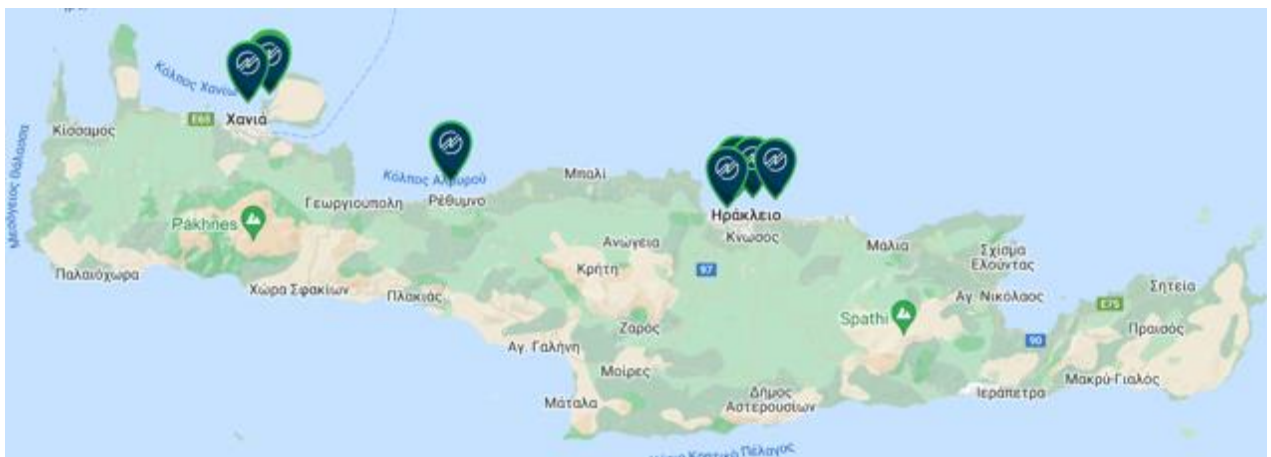 Κόλπος Χανίων
Χανιά
E65
Κίσσαμος
Μεσόγειος Θάλασσα
Κόλπος Αλμυρού
Ρέθυμνο
Γεωργιούπολη
Μπαλί
Ηράκλειο
Κνωσος
Pákhnes
Ανώγεια
Κρήτη
97
Μάλια
Σχίσμα
Ελούντας
Παλαιόχωρα
Χώρα Σφακίων
Πλακιάς
Αγ. Νικόλαος
Σητεία
E75
Spathi
Ζαρός
Πραισός
Αγ. Γαλήνη
90
Μοίρες
Μακρύ-Γιαλός
Ιεράπετρα
Μάταλα
Δήμος
Αστερουσίων
Κρητικό Πέλαγος